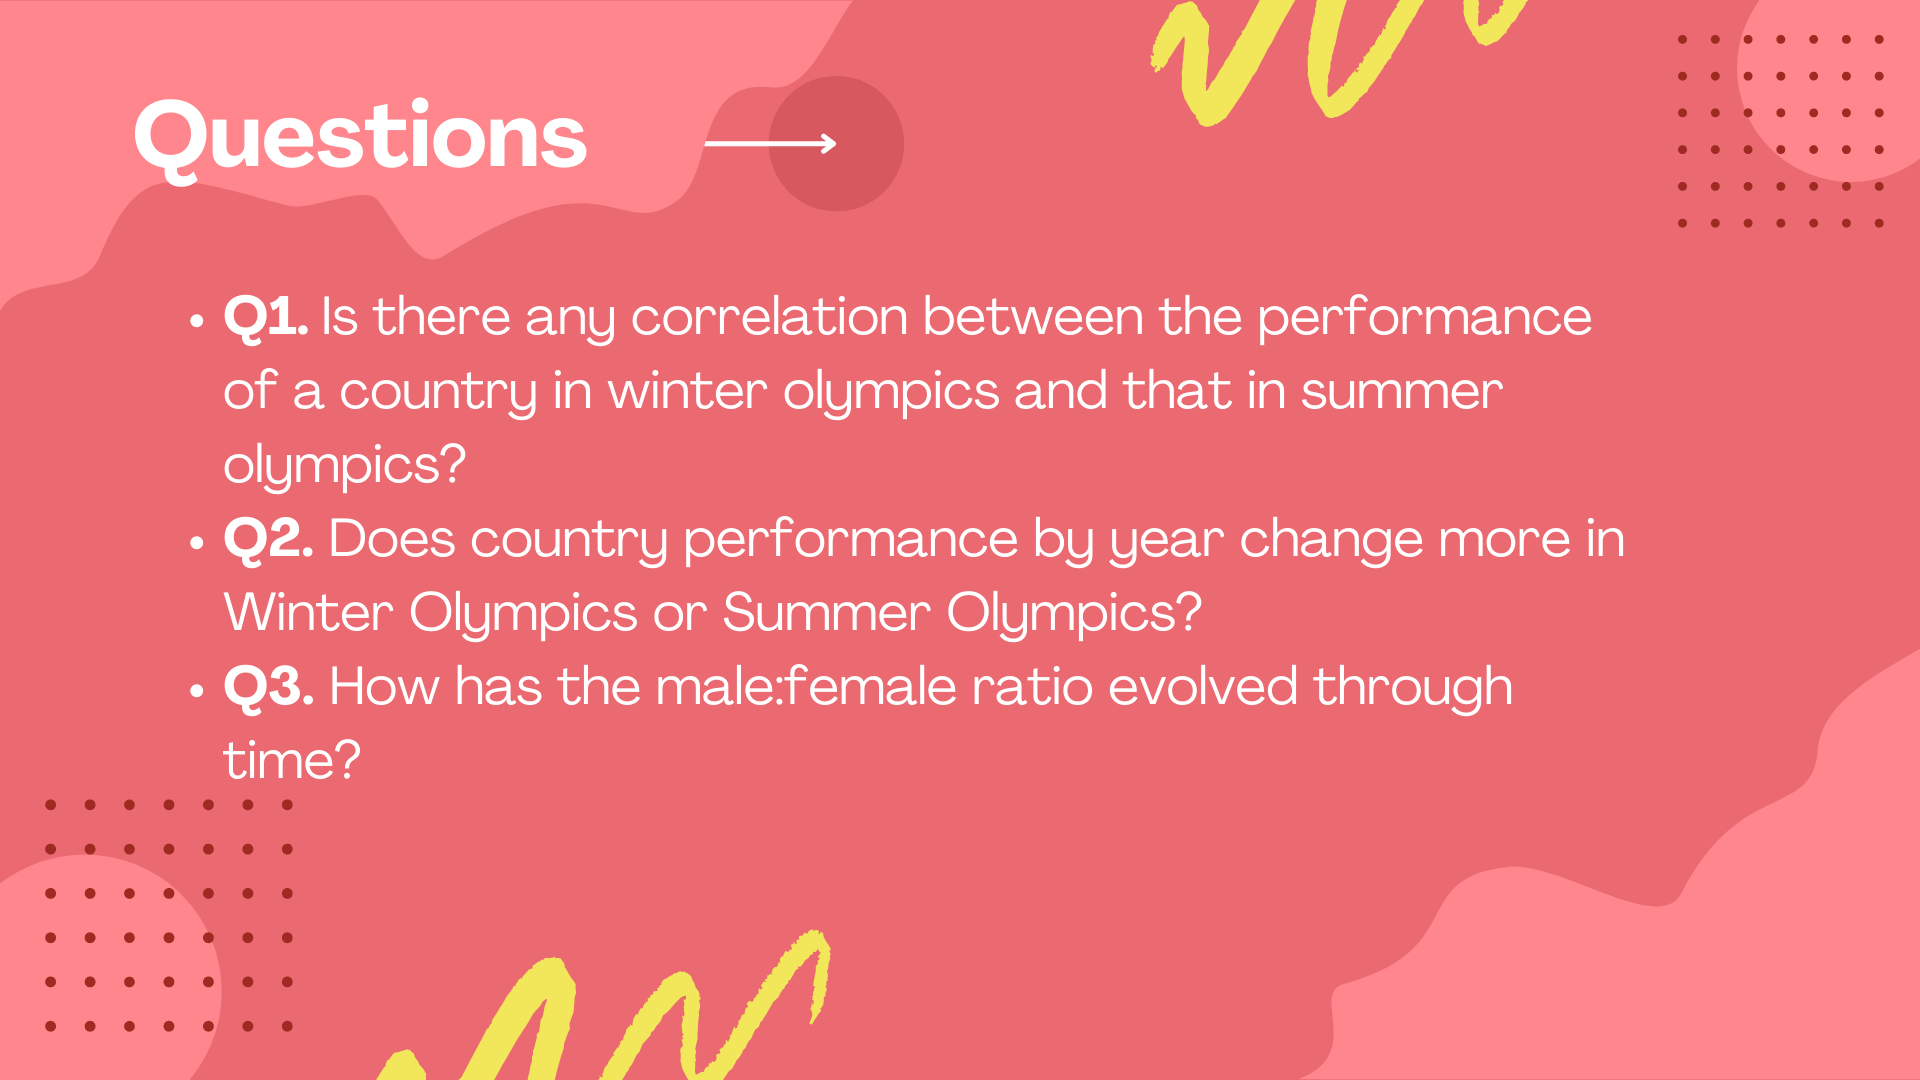 Questions
• Q1. Is there any correlation between the performance
of a country in winter olympics and that in summer
olympics?
• Q2. Does country performance by year change more in
Winter Olympics or Summer Olympics?
• Q3. How has the male:female ratio evolved through
time?